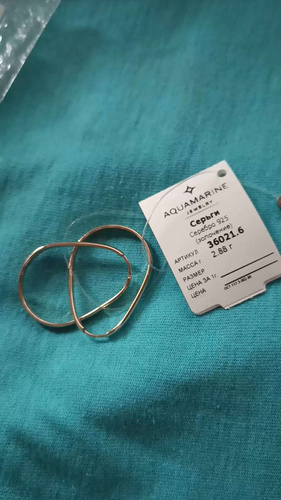 AQUAMARINE
JEWELRY
Серьги
Серебро 925
(золочение)
АРТИКУЛ 36021.6
МАССА г. 2.88 г
РАЗМЕР
ЦЕНА ЗА 1г.
ЦЕНА